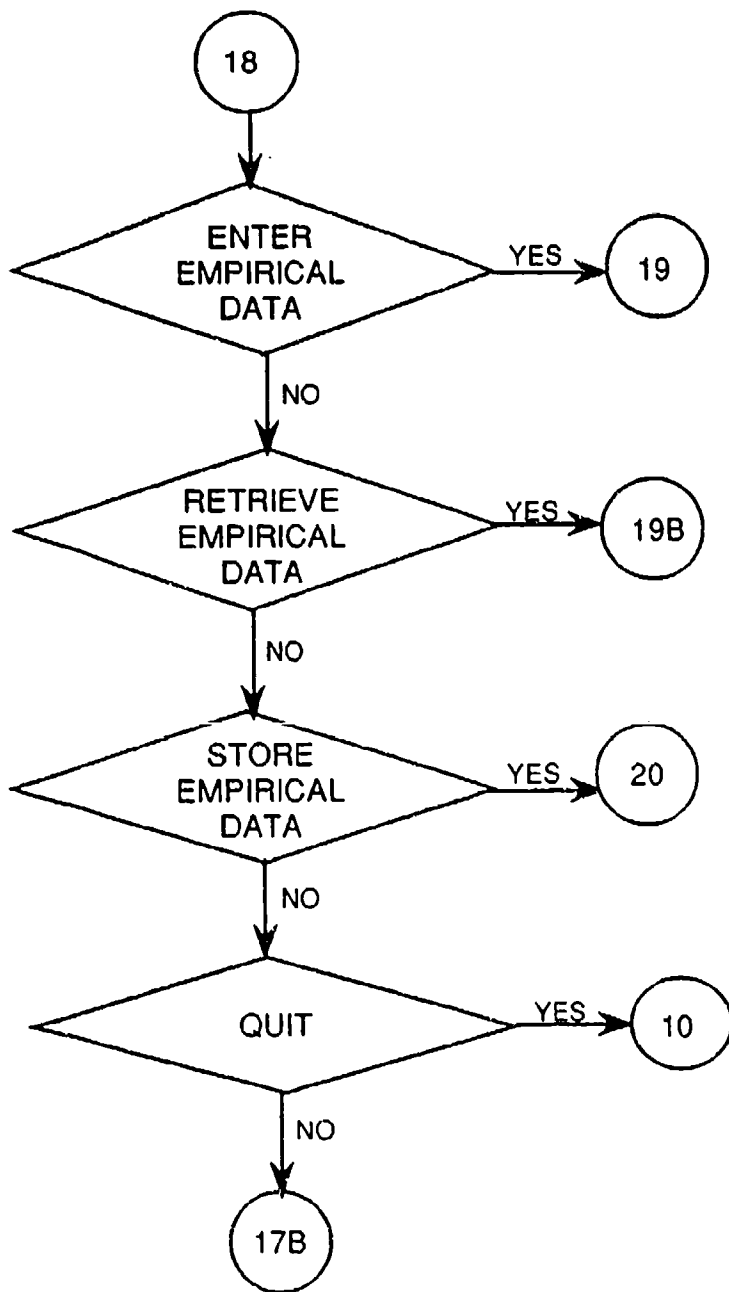 18
ENTER
EMPIRICAL
DATA
YES
19
NO
RETRIEVE
EMPIRICAL
DATA
YES
19B
NO
STORE
EMPIRICAL
DATA
YES
20
NO
QUIT
YES
10
NO
17B